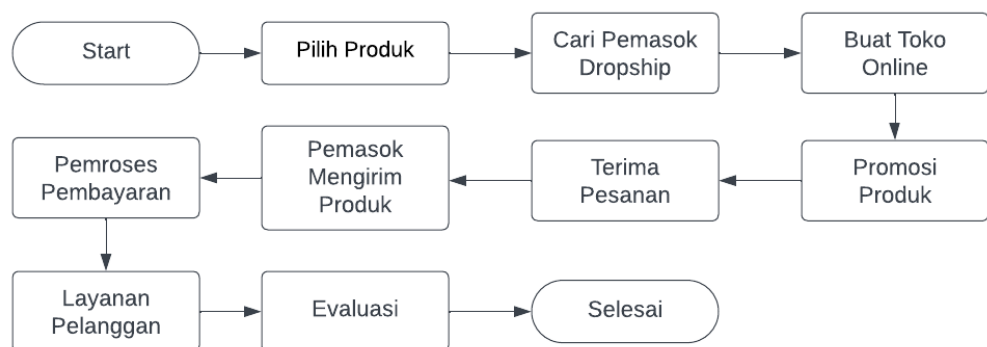 Start
Pilih Produk
Cari Pemasok
Dropship
Buat Toko
Online
Promosi
Produk
Terima
Pesanan
Pemasok
Mengirim
Produk
Pemroses
Pembayaran
Layanan
Pelanggan
Evaluasi
Selesai